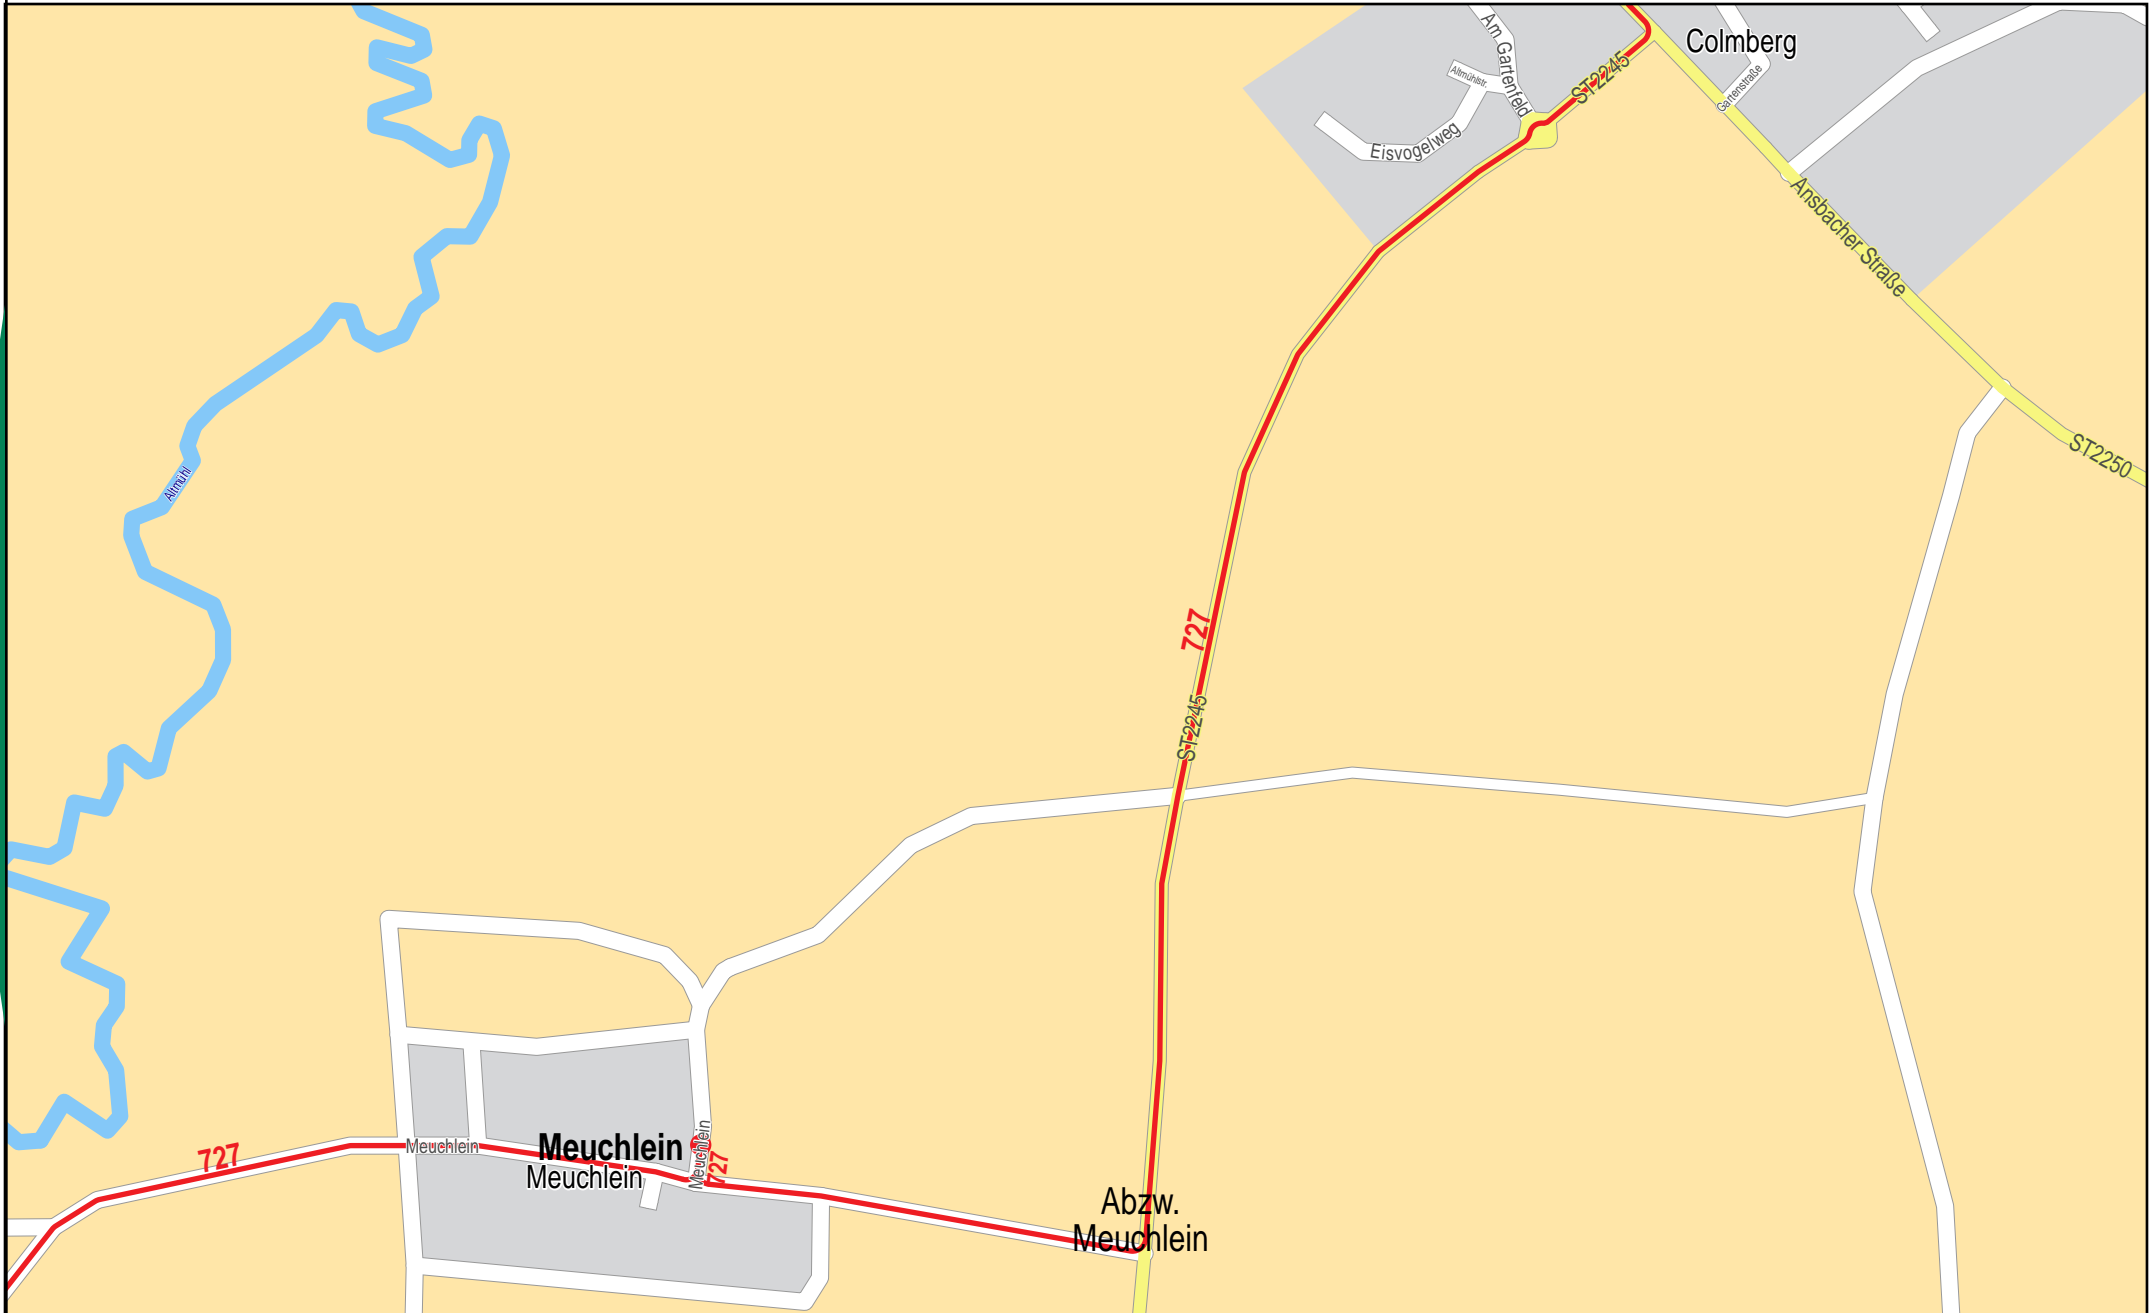 Colmberg
Am Gartenfeld
Altmühlstr.
Eisvogelweg
ST2245
Gartenstraße
Ansbacher Straße
ST2250
Altmühl
727
ST2245
727
Meuchlein
Meuchlein
Meuchlein
Meuchlein
727
Abzw.
Meuchlein